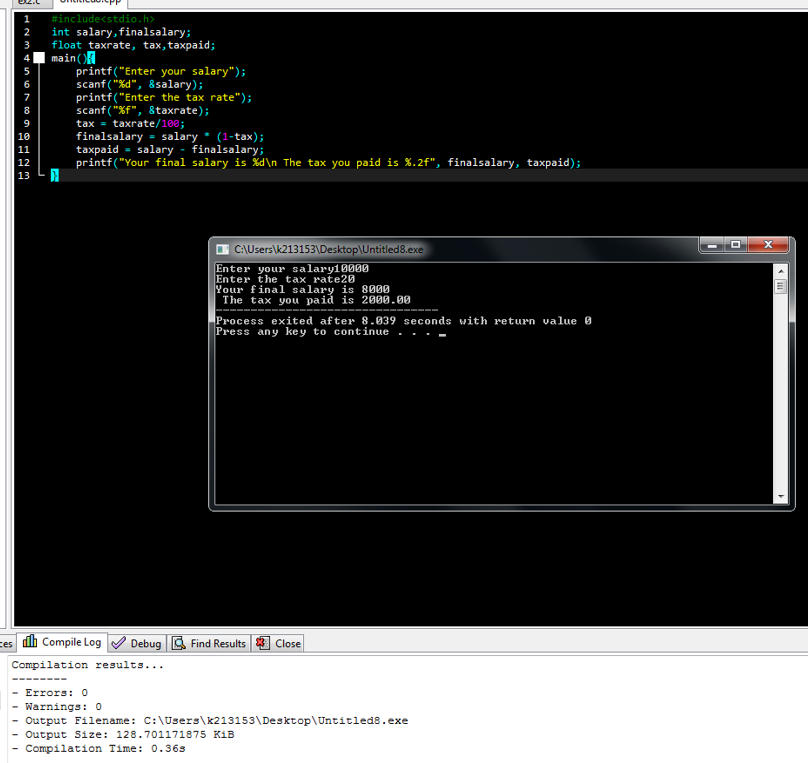 ex2.c Untitled8.cpp
1 #include<stdio.h>
2 int salary,finalsalary;
3 float taxrate, tax,taxpaid;
4 main(){
5 printf("Enter your salary");
6 scanf("%d", &salary);
7 printf("Enter the tax rate");
8 scanf("%f", &taxrate);
9 tax = taxrate/100;
10 finalsalary = salary * (1-tax);
11 taxpaid = salary - finalsalary;
12 printf("Your final salary is %d\n The tax you paid is %.2f", finalsalary, taxpaid);
13 }
C:\Users\k213153\Desktop\Untitled8.exe
Enter your salary10000
Enter the tax rate20
Your final salary is 8000
The tax you paid is 2000.00
--------------------------------
Process exited after 8.039 seconds with return value 0
Press any key to continue . . . _
ces Compile Log Debug Find Results Close
Compilation results...
--------
- Errors: 0
- Warnings: 0
- Output Filename: C:\Users\k213153\Desktop\Untitled8.exe
- Output Size: 128.701171875 KiB
- Compilation Time: 0.36s